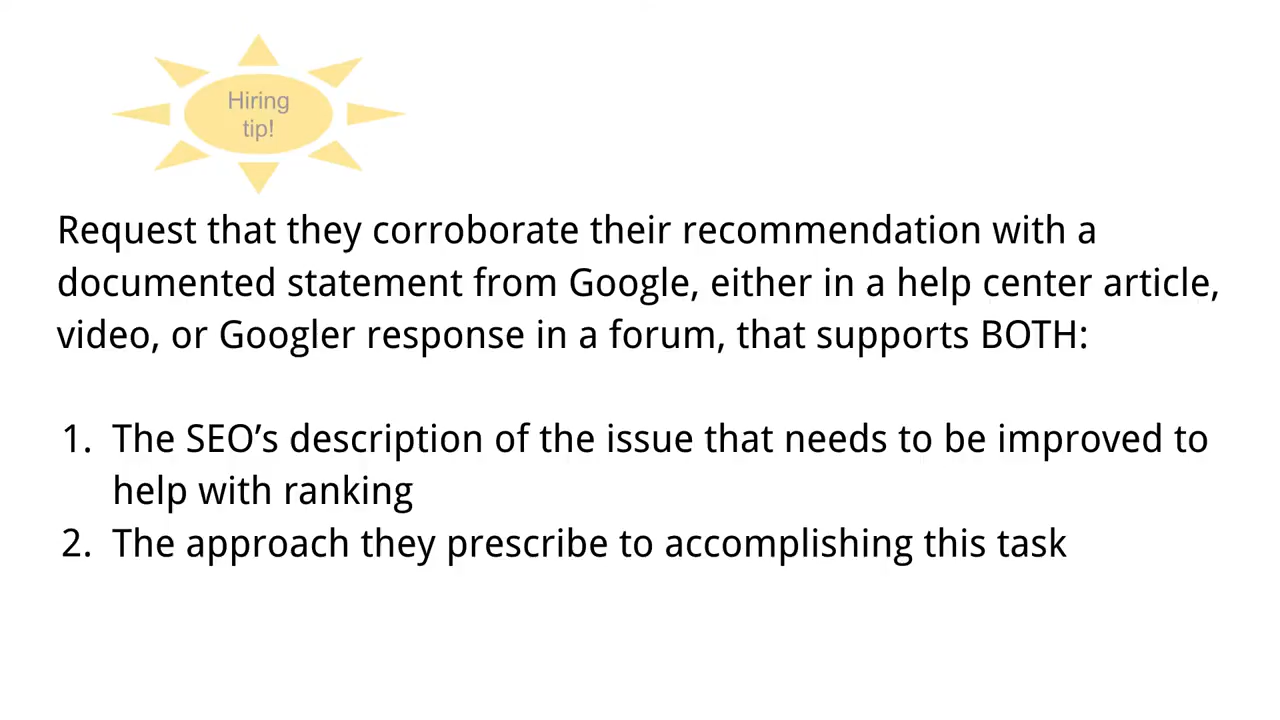 Hiring
tip!
Request that they corroborate their recommendation with a
documented statement from Google, either in a help center article,
video, or Googler response in a forum, that supports BOTH:
1. The SEO’s description of the issue that needs to be improved to
help with ranking
2. The approach they prescribe to accomplishing this task